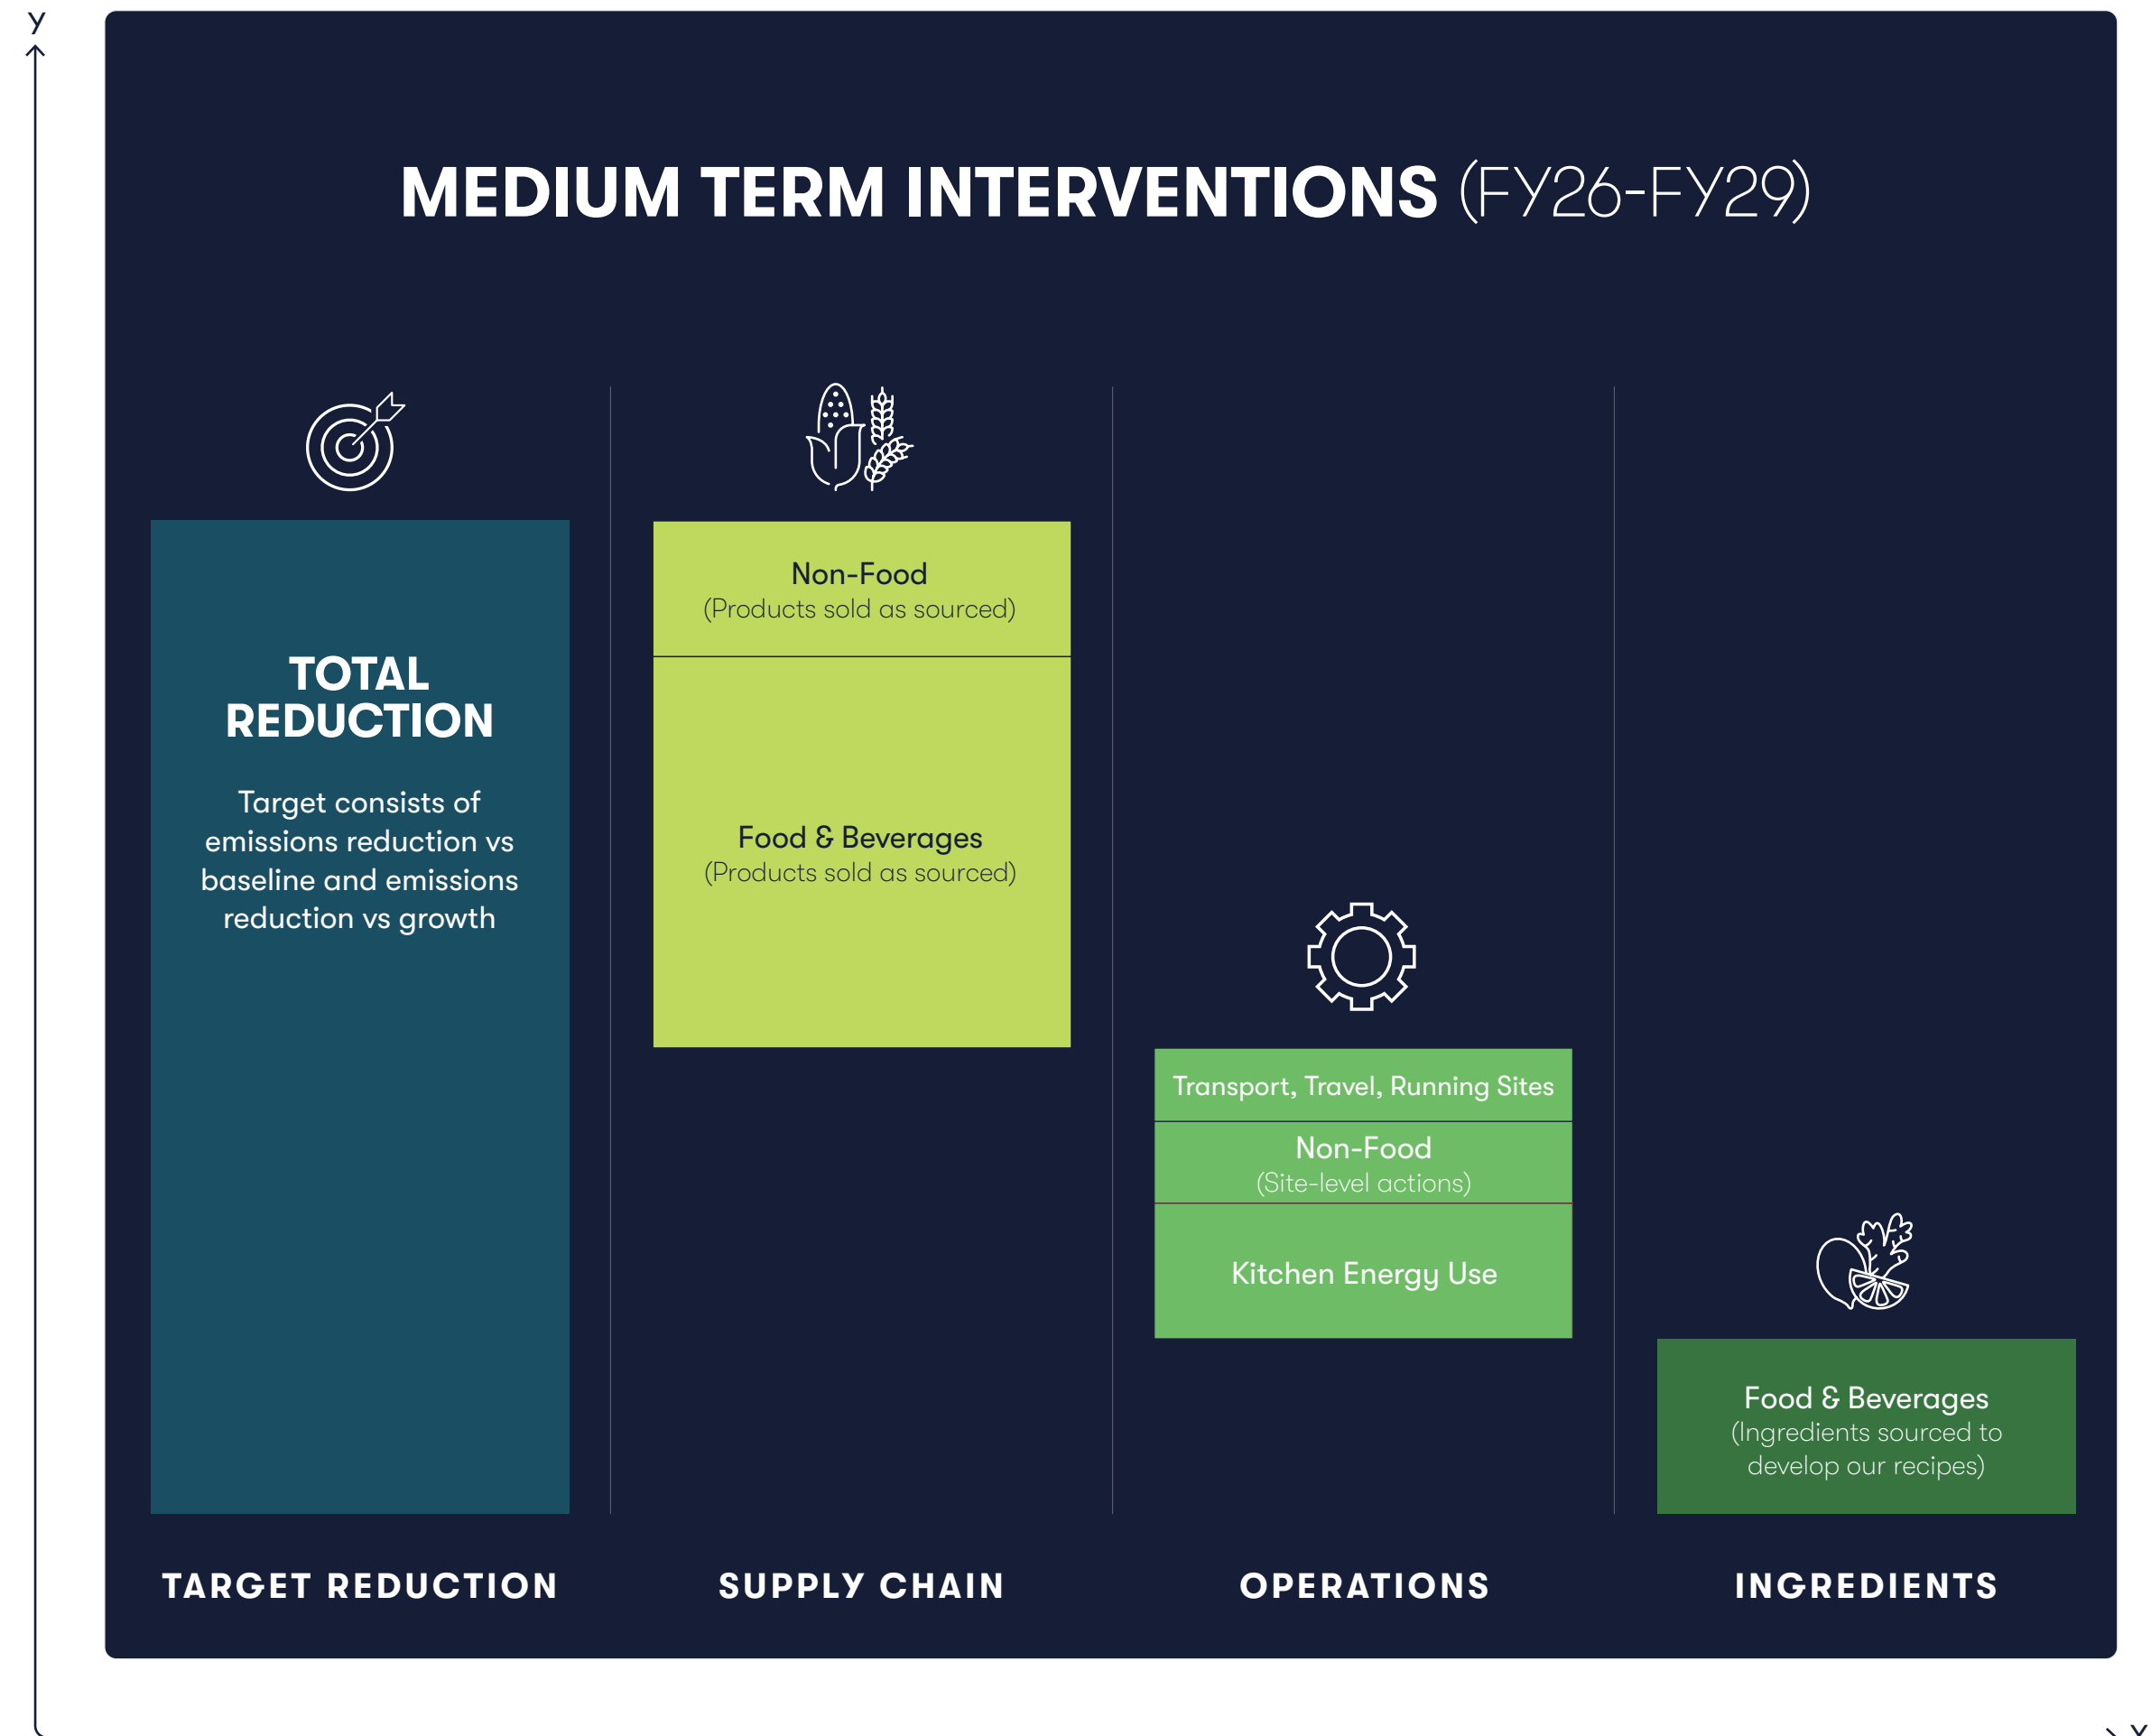 y
MEDIUM TERM INTERVENTIONS (FY26-FY29)
TOTAL
REDUCTION
Target consists of
emissions reduction vs
baseline and emissions
reduction vs growth
Non-Food
(Products sold as sourced)
Food & Beverages
(Products sold as sourced)
Transport, Travel, Running Sites
Non-Food
(Site-level actions)
Kitchen Energy Use
Food & Beverages
(Ingredients sourced to
develop our recipes)
TARGET REDUCTION
SUPPLY CHAIN
OPERATIONS
INGREDIENTS